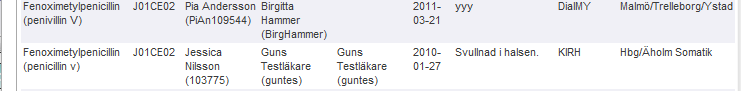 Fenoximetylpenicillin J01CE02 Pia Andersson Birgitta 2011- yyy DialMY Malmö/Trelleborg/Ystad
(penivillin V) (PiAn109544) Hammer 03-21
(BirgHammer)
Fenoximetylpenicillin J01CE02 Jessica Guns Guns 2010- Svullnad i halsen. KIRH Hbg/Äholm Somatik
(penicillin v) Nilsson Testläkare Testläkare 01-27
(103775) (guntes) (guntes)